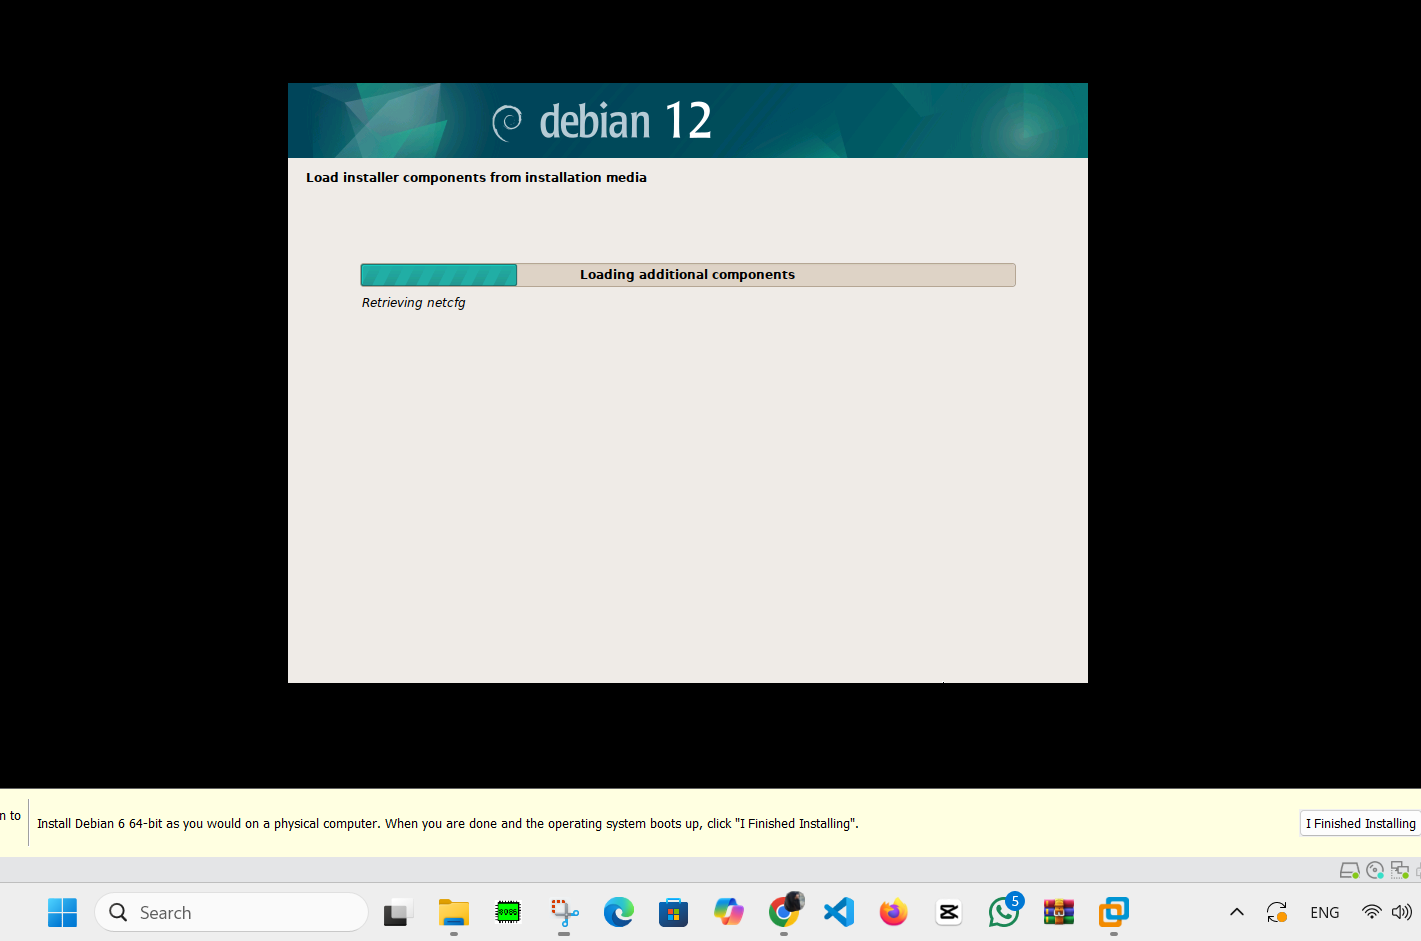 debian 12
Load installer components from installation media
Loading additional components
Retrieving netcfg
n to
Install Debian 6 64-bit as you would on a physical computer. When you are done and the operating system boots up, click "I Finished Installing".
I Finished Installing
Search
8086
5
ENG